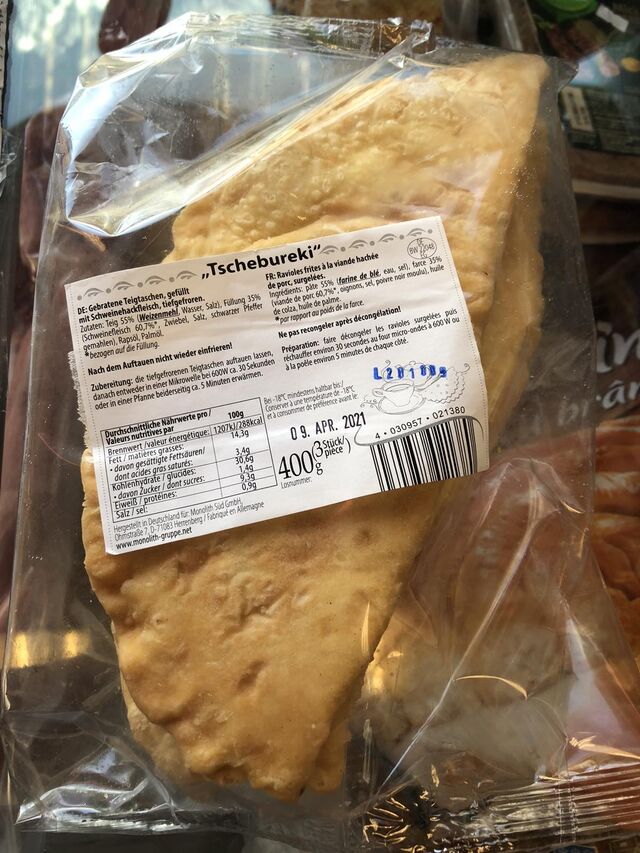 „Tschebureki“
DE: Gebratene Teigtaschen, gefüllt
mit Schweinehackfleisch, tiefgefroren.
Zutaten: Teig 55% (Weizenmehl, Wasser, Salz), Füllung 35%
(Schweinefleisch 60,7%*, Zwiebel, Salz, schwarzer Pfeffer
gemahlen), Rapsöl, Palmöl.
* bezogen auf die Füllung.
Nach dem Auftauen nicht wieder einfrieren!
Zubereitung: die tiefgefrorenen Teigtaschen auftauen lassen,
danach entweder in einer Mikrowelle bei 600W ca. 30 Sekunden
oder in einer Pfanne beiderseitig ca. 5 Minuten erwärmen.
FR: Ravioles frites à la viande hachée
de porc, surgelées.
Ingrédients: pâte 55% (farine de blé, eau, sel), farce 35%
(viande de porc 60,7%*, oignons, sel, poivre noir moulu), huile
de colza, huile de palme.
* par rapport au poids de la farce.
Ne pas recongeler après décongélation!
Préparation: faire décongeler les ravioles surgelées puis
réchauffer environ 30 secondes au four micro-ondes à 600 W ou
à la poêle environ 5 minutes de chaque côté.
BW
Durchschnittliche Nährwerte pro / 100g
Valeurs nutritives par
Brennwert /valeur énergétique: 1207kJ/288kcal
Fett / matières grasses: 14,3g
• davon gesättigte Fettsäuren/
dont acides gras saturés: 3,4g
Kohlenhydrate / glucides: 30,6g
• davon Zucker / dont sucres: 1,4g
Eiweiß / protéines: 9,3g
Salz / sel: 0,9g
Hergestellt in Deutschland für: Monolith Süd GmbH,
Ohmstraße 7, D-71083 Herrenberg / Fabriqué en Allemagne
www.monolith-gruppe.net
Bei -18°C mindestens haltbar bis /
Conserver à une température de -18°C
et à consommer de préférence avant le:
09. APR. 2021
400g (3 Stück/ pièce)
Losnummer:
4 030957 021380